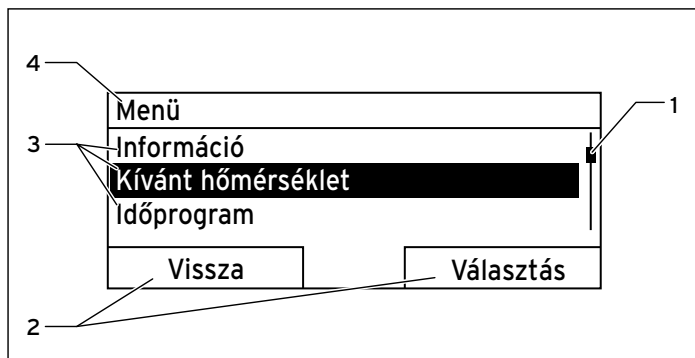 4
Menü
1
3
Információ
Kívánt hőmérséklet
Időprogram
Vissza Választás
2